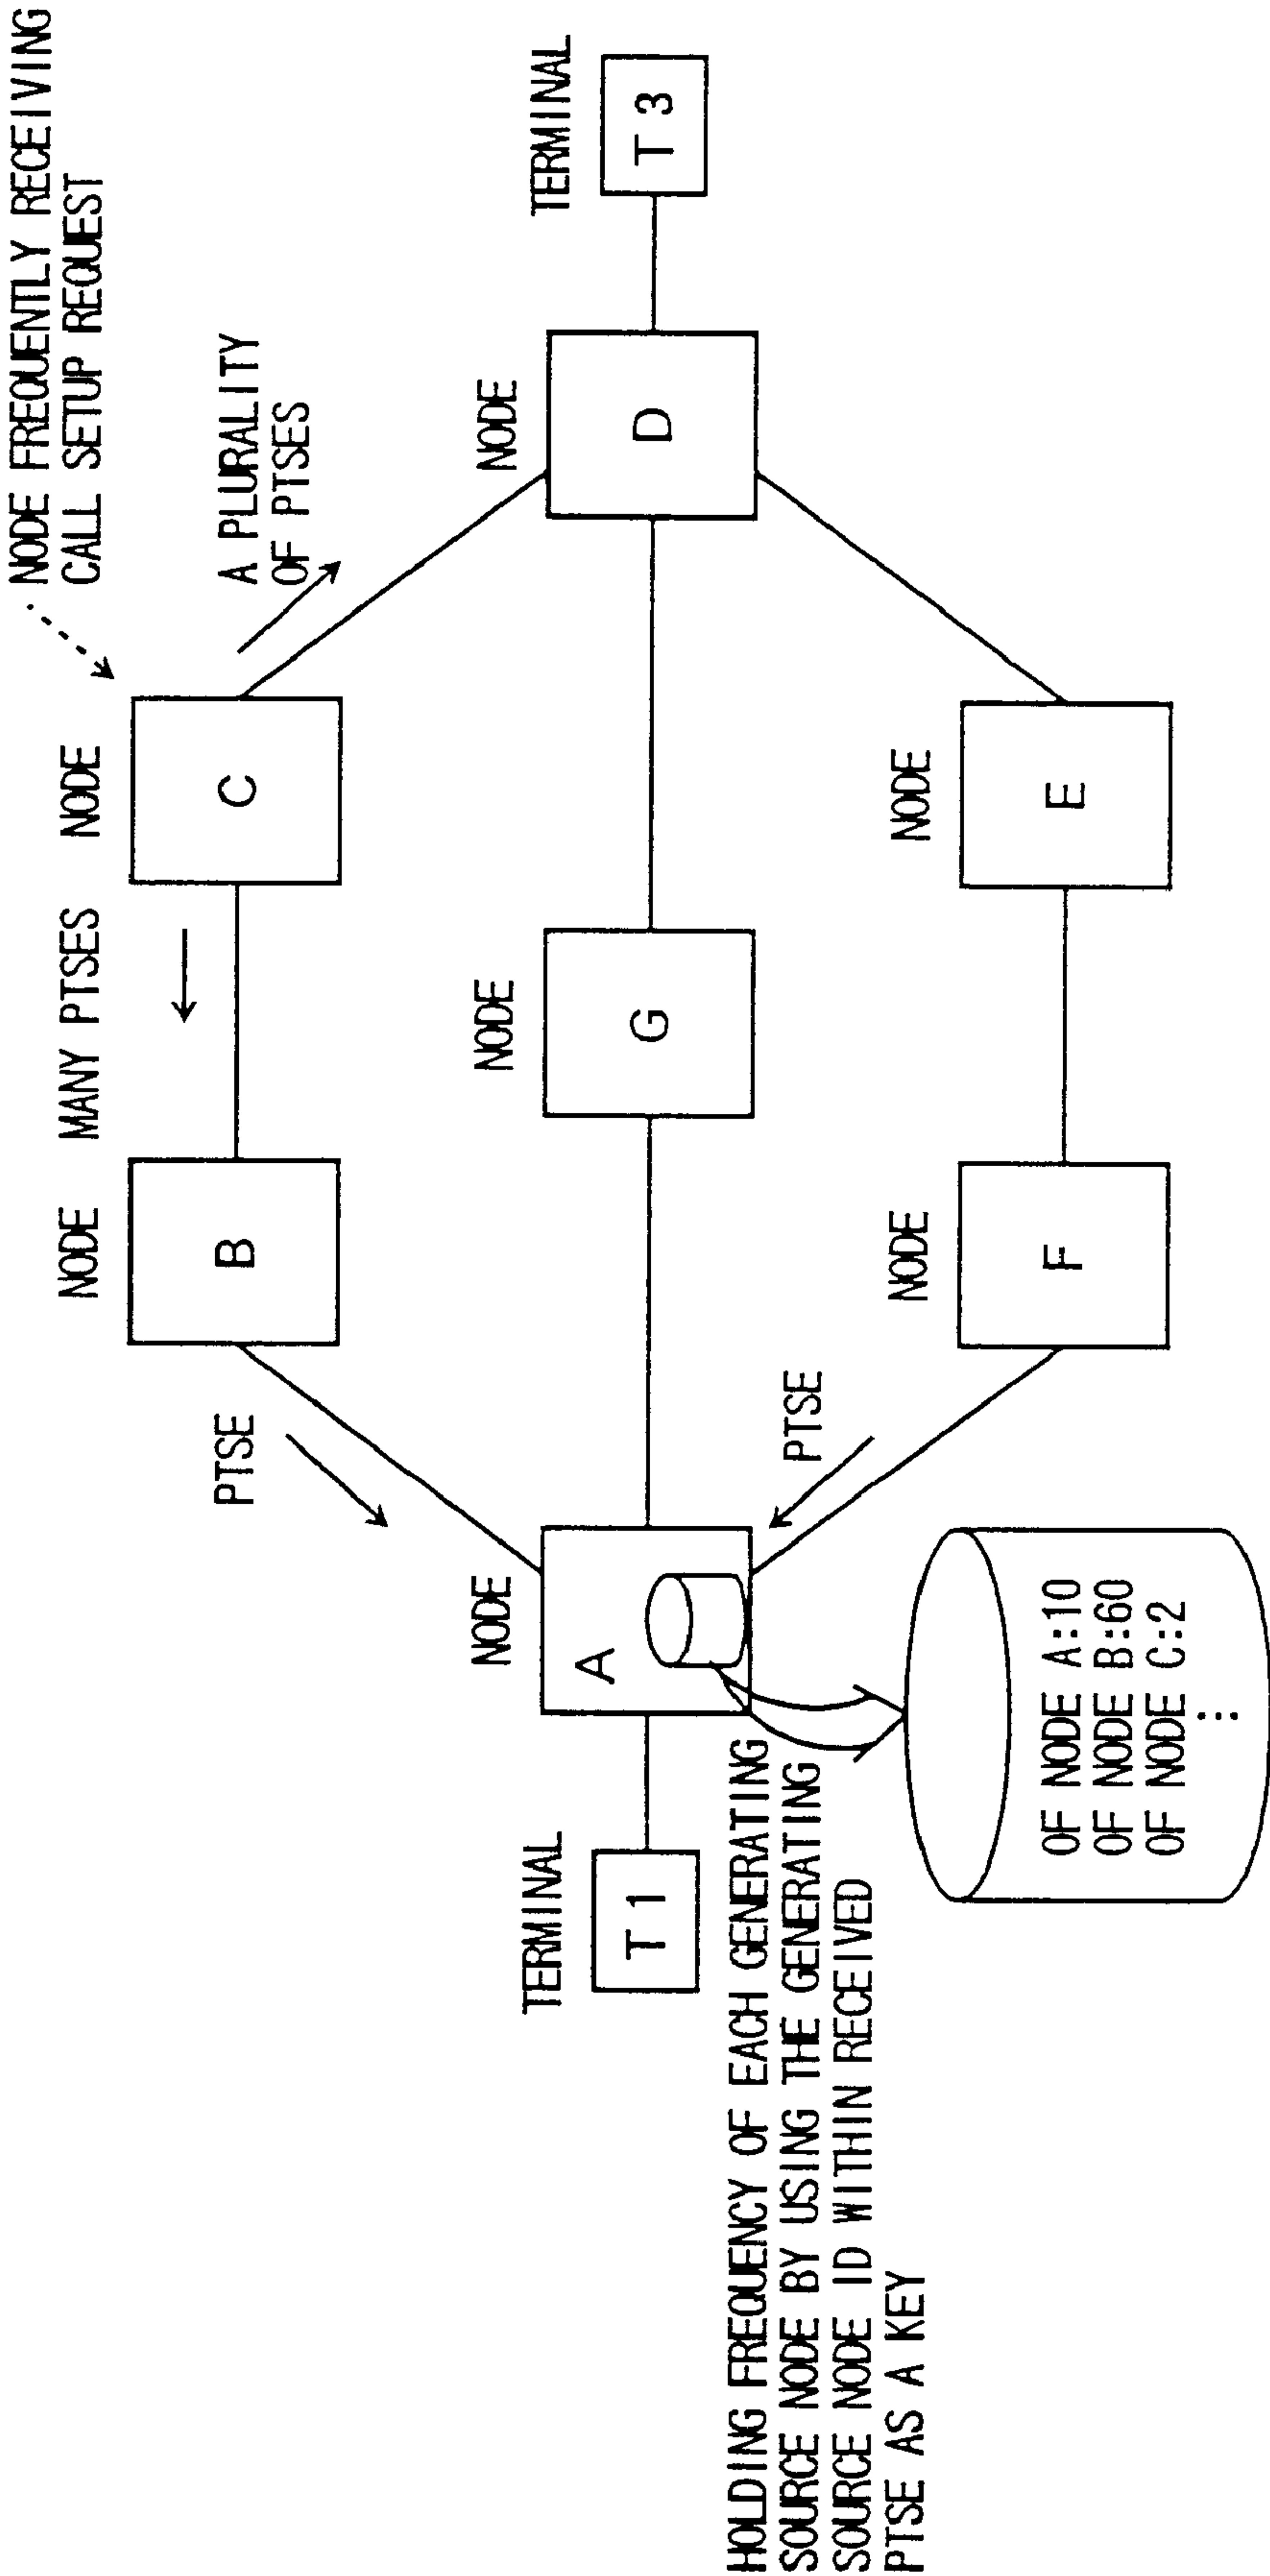 NODE FREQUENTLY RECEIVING
CALL SETUP REQUEST
NODE
MANY PTSES
NODE
A PLURALITY
OF PTSES
B
C
PTSE
TERMINAL
NODE
NODE
NODE
TERMINAL
T1
A
G
D
T3
PTSE
NODE
NODE
F
E
HOLDING FREQUENCY OF EACH GENERATING
SOURCE NODE BY USING THE GENERATING
SOURCE NODE ID WITHIN RECEIVED
PTSE AS A KEY
OF NODE A:10
OF NODE B:60
OF NODE C:2
⋮